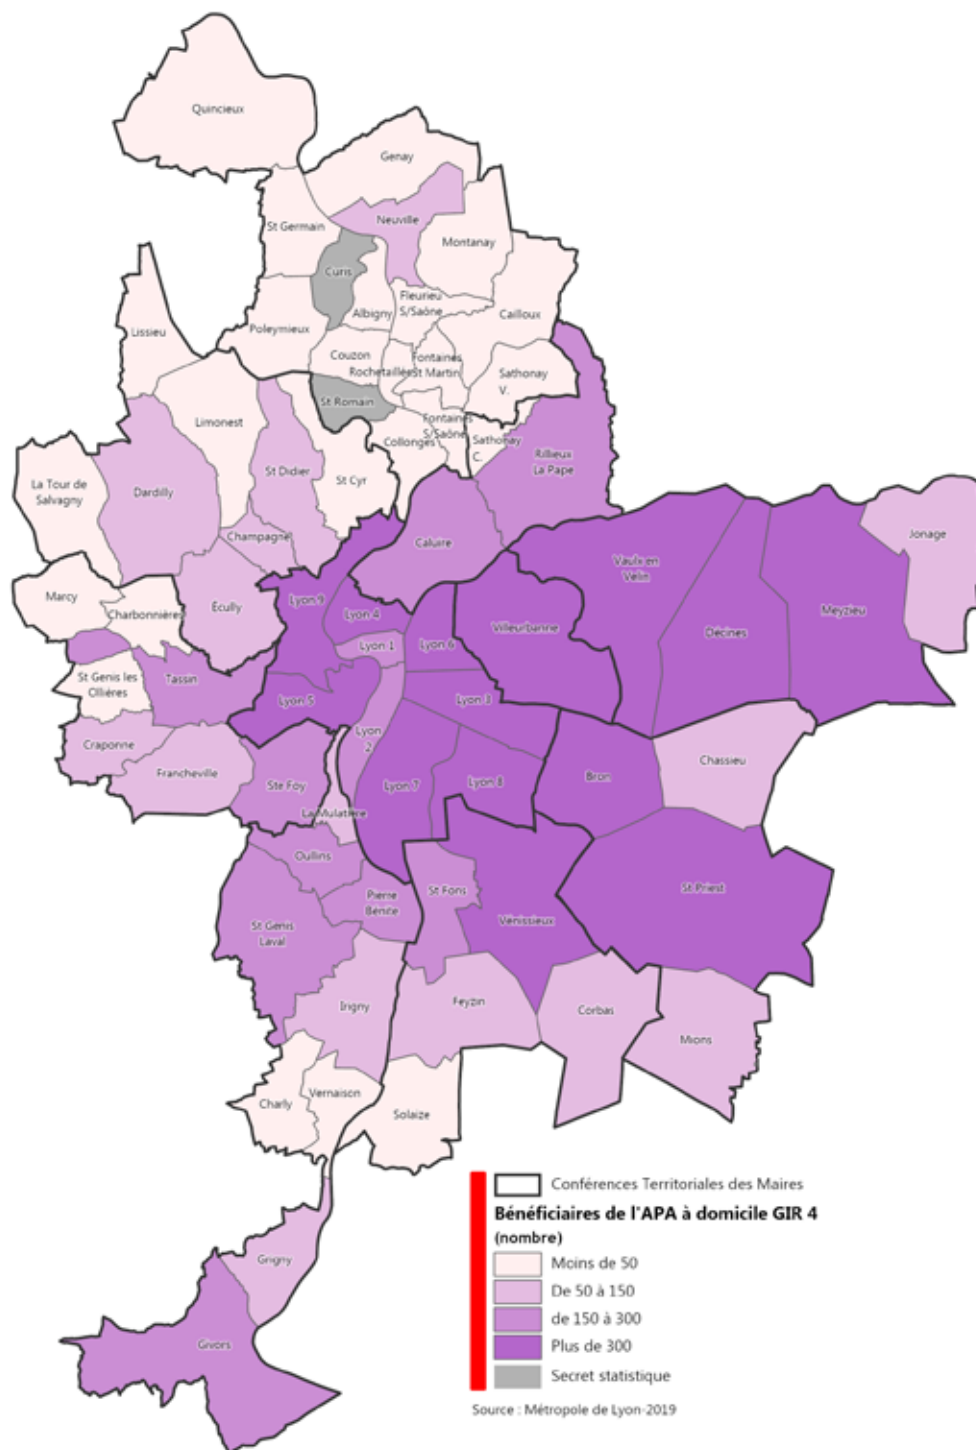 Quincieux
Genay
Neuville
St Germain
Montanay
Curis
Fleurieu
S/Saône
Albigny
Cailloux
Lissieu
Poleymieux
Couzon
Rochetaillée
Fontaines
St Martin
Sathonay
V.
St Romain
Limonest
Fontaines
S/Saône
Collonges
Sathonay
C.
Rillieux
La Pape
St Didier
St Cyr
La Tour de
Salvagny
Dardilly
Champagne
Caluire
Jonage
Vaulx en
Velin
Marcy
Charbonnières
Écully
Lyon 9
Lyon 4
Villeurbanne
Décines
Meyzieu
Lyon 1
Lyon 6
St Genis les
Ollières
Tassin
Lyon 5
Lyon 3
Craponne
Lyon
2
Francheville
Ste Foy
Lyon 7
Lyon 8
Bron
Chassieu
La Mulatière
Oullins
Pierre
Bénite
St Fons
St Priest
St Genis
Laval
Vénissieux
Irigny
Feyzin
Corbas
Mions
Charly
Vernaison
Solaize
Grigny
Givors
Conférences Territoriales des Maires
Bénéficiaires de l'APA à domicile GIR 4
(nombre)
Moins de 50
De 50 à 150
de 150 à 300
Plus de 300
Secret statistique
Source : Métropole de Lyon-2019